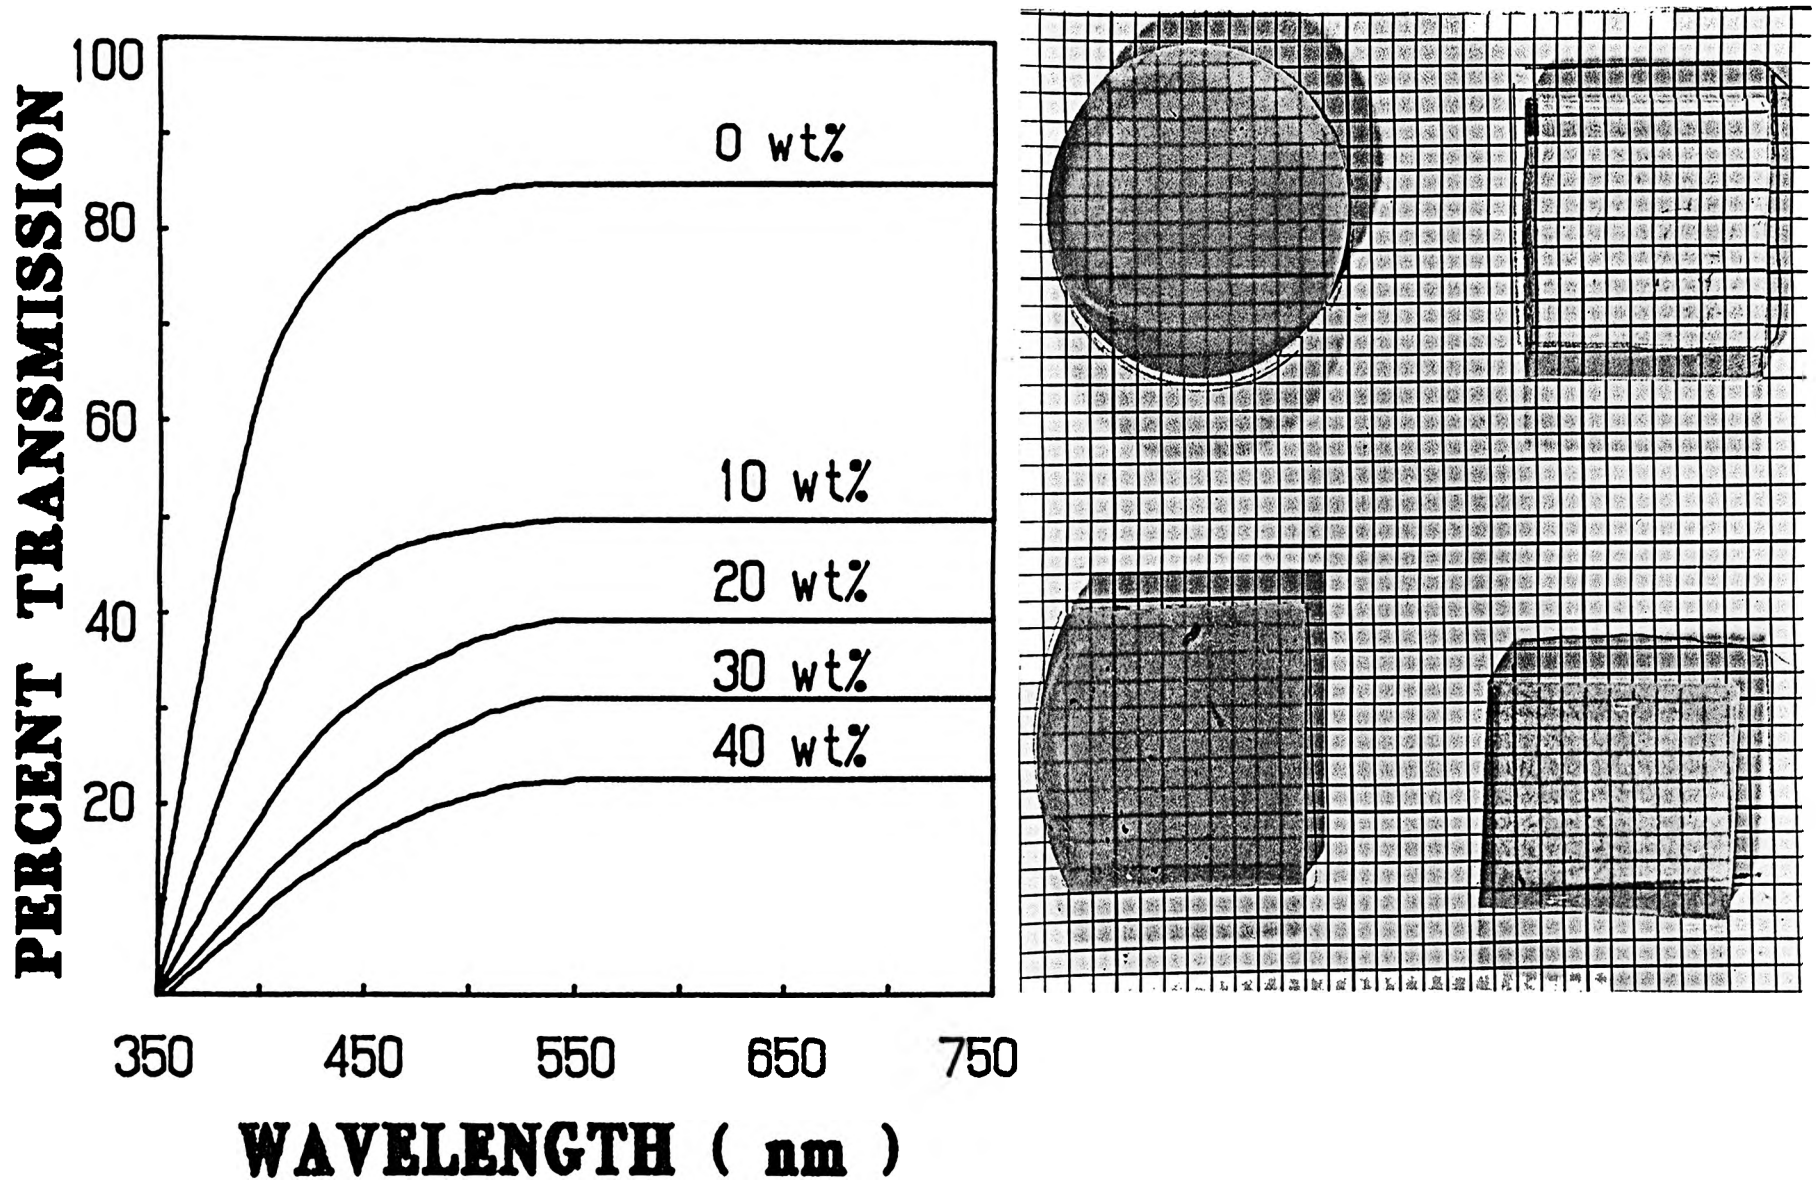 PERCENT TRANSMISSION
100
80
60
40
20
0 wt%
10 wt%
20 wt%
30 wt%
40 wt%
350 450 550 650 750
WAVELENGTH ( nm )